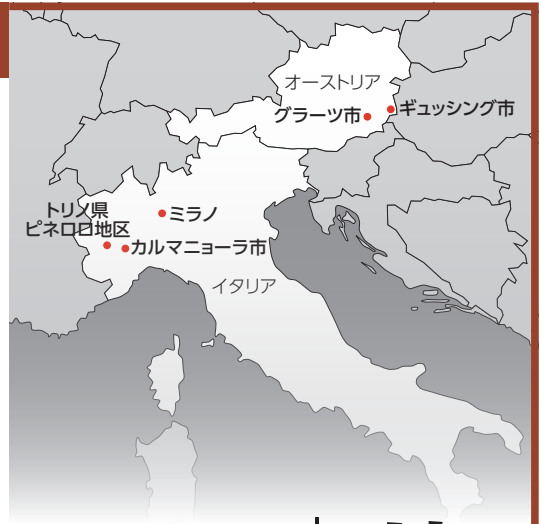 オーストリア
グラーツ市
ギュッシング市
トリノ県
ピネロロ地区
ミラノ
カルマニョーラ市
イタリア